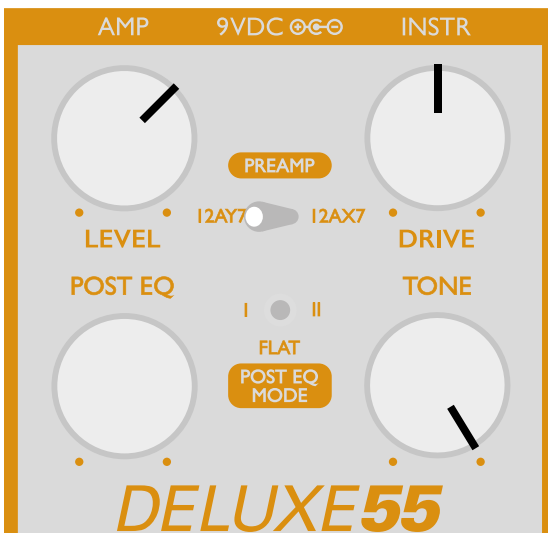 AMP 9VDC INSTR
PREAMP
12AY7 12AX7
LEVEL DRIVE
POST EQ TONE
I II
FLAT
POST EQ
MODE
DELUXE55